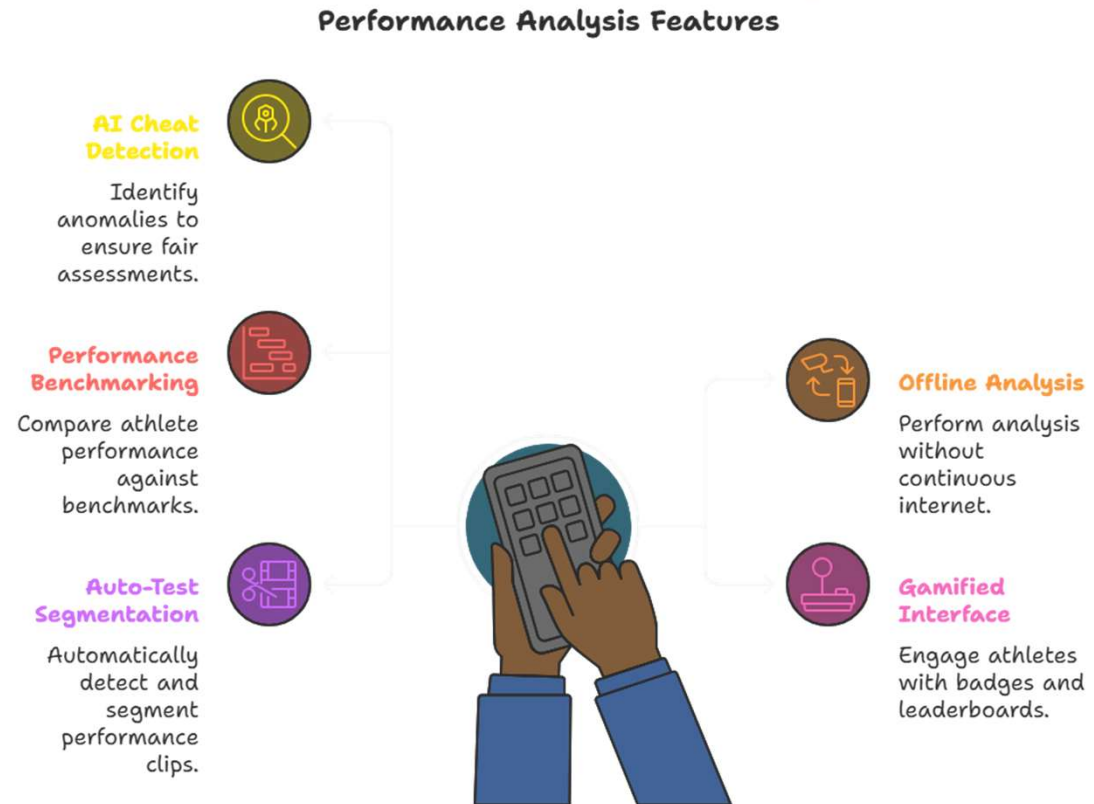 Performance Analysis Features
AI Cheat
Detection
Identify
anomalies to
ensure fair
assessments.
Performance
Benchmarking
Compare athlete
performance
against
benchmarks.
Auto-Test
Segmentation
Automatically
detect and
segment
performance
clips.
Offline Analysis
Perform analysis
without
continuous
internet.
Gamified
Interface
Engage athletes
with badges and
leaderboards.